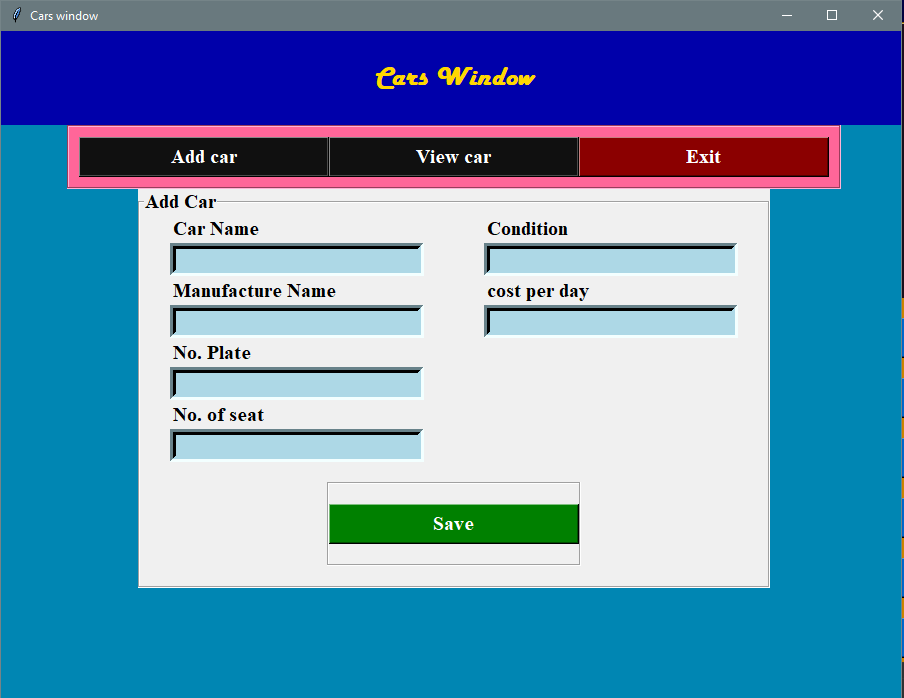 Cars window
Cars Window
Add car View car Exit
Add Car
Car Name Condition
Manufacture Name cost per day
No. Plate
No. of seat
Save